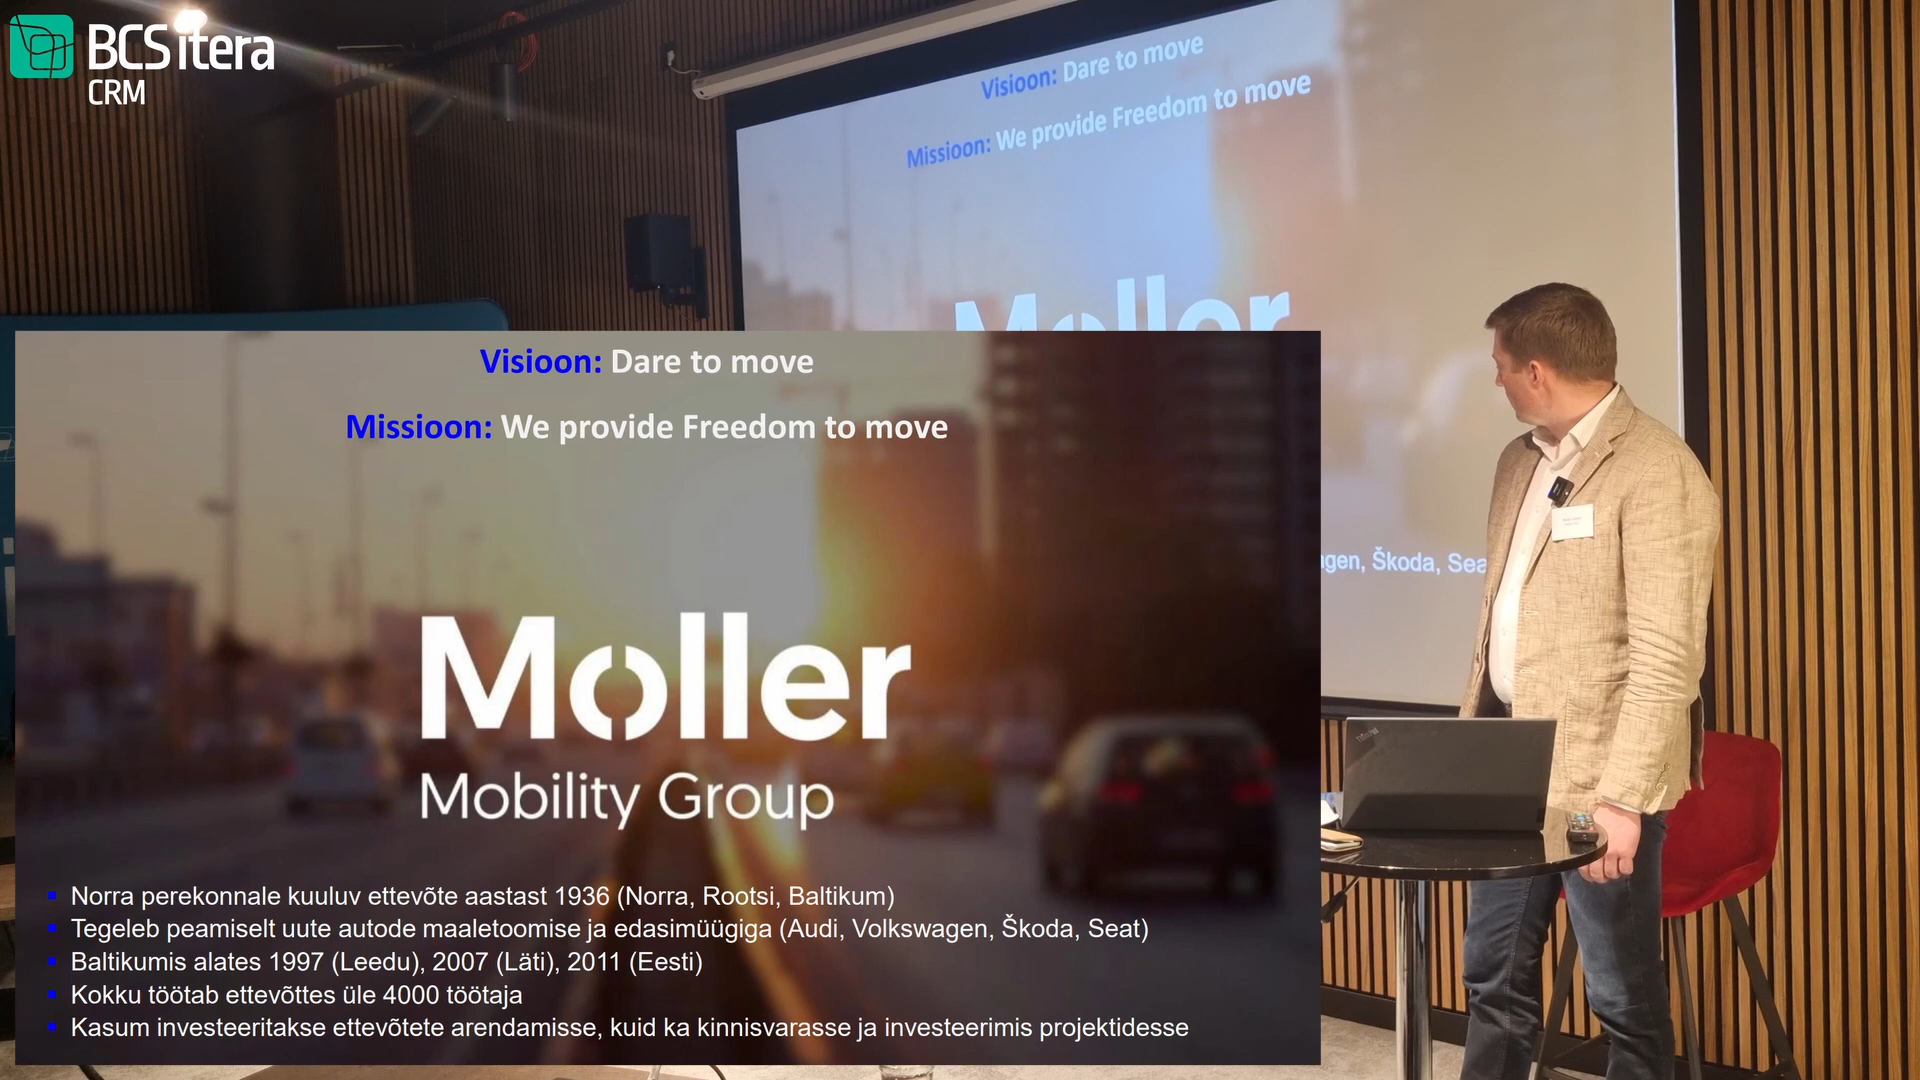 BCS itera
CRM
Visioon: Dare to move
Missioon: We provide Freedom to move
Moller
gen, Škoda, Sea
Visioon: Dare to move
Missioon: We provide Freedom to move
Moller
Mobility Group
Norra perekonnale kuuluv ettevõte aastast 1936 (Norra, Rootsi, Baltikum)
Tegeleb peamiselt uute autode maaletoomise ja edasimüügiga (Audi, Volkswagen, Škoda, Seat)
Baltikumis alates 1997 (Leedu), 2007 (Läti), 2011 (Eesti)
Kokku töötab ettevõttes üle 4000 töötaja
Kasum investeeritakse ettevõtete arendamisse, kuid ka kinnisvarasse ja investeerimis projektidesse
ThinkPad